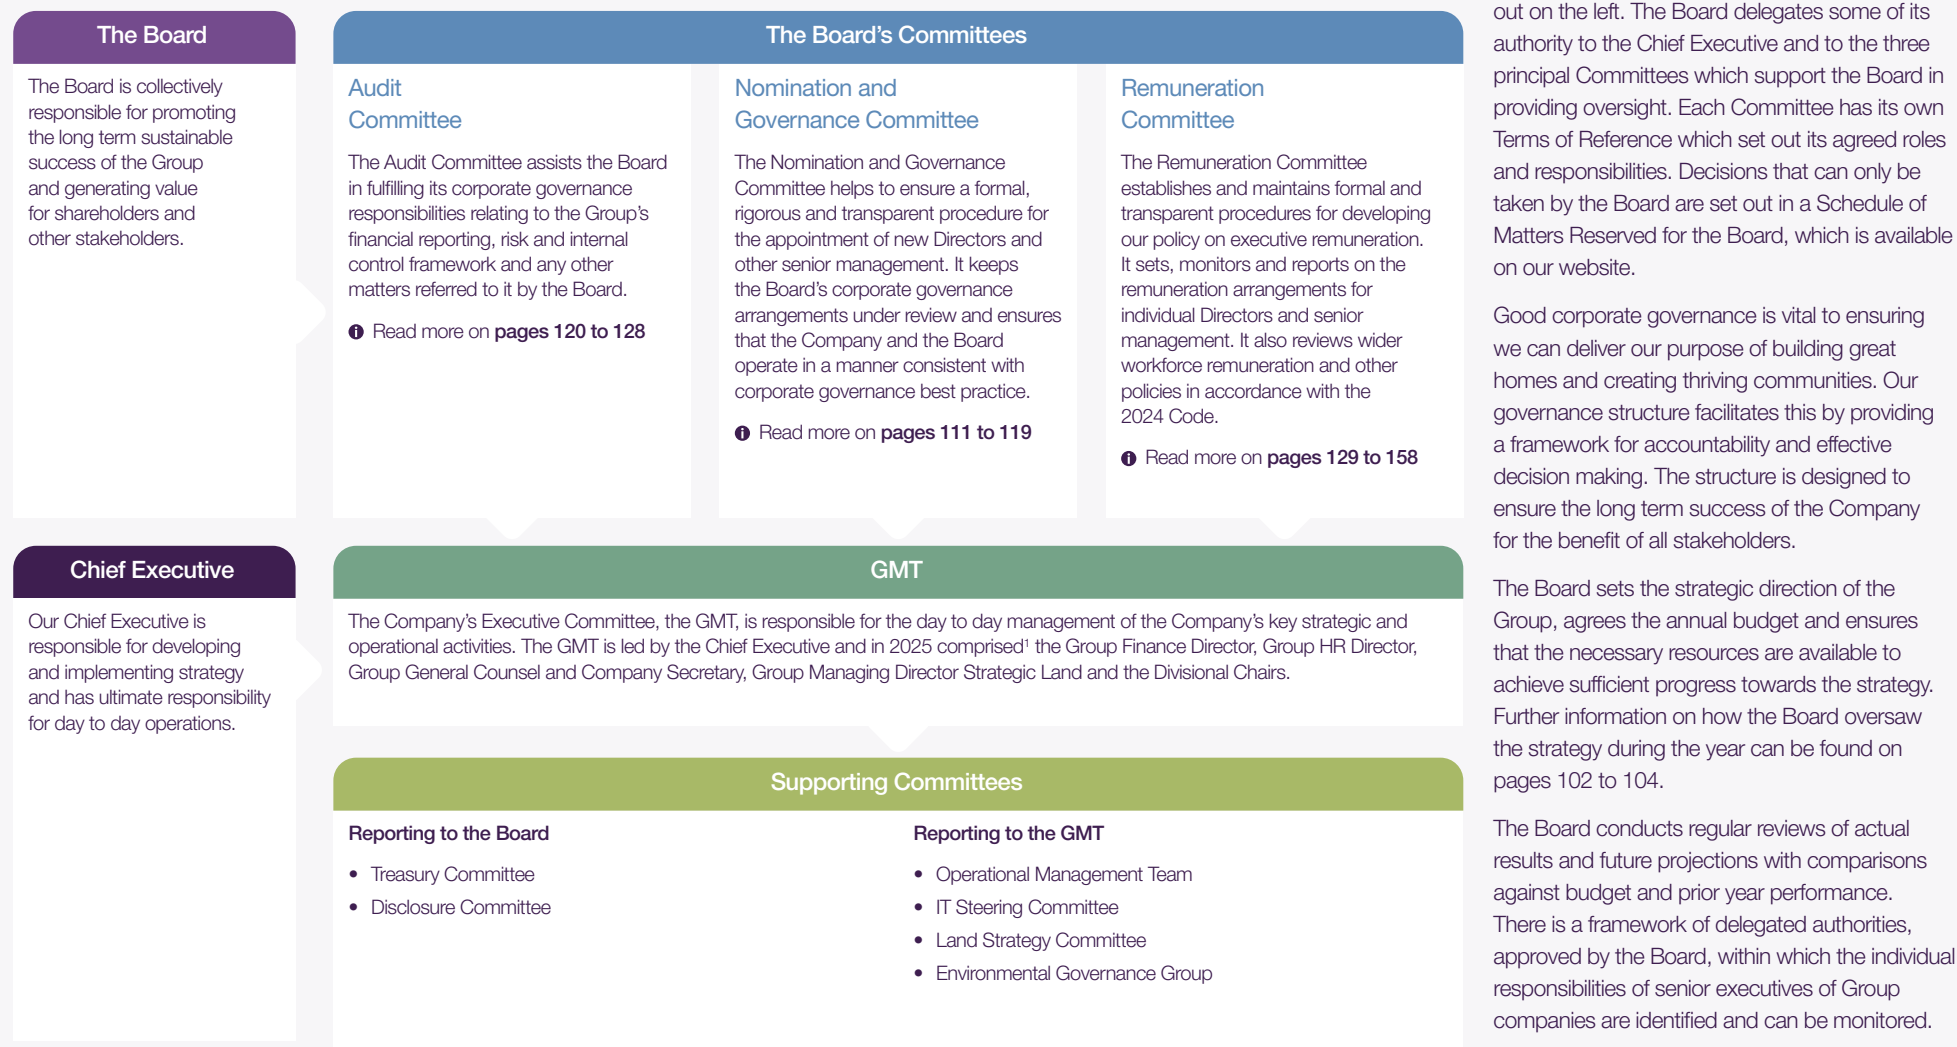 The Board
The Board is collectively
responsible for promoting
the long term sustainable
success of the Group
and generating value
for shareholders and
other stakeholders.
The Board’s Committees
Audit
Committee
The Audit Committee assists the Board
in fulfilling its corporate governance
responsibilities relating to the Group’s
financial reporting, risk and internal
control framework and any other
matters referred to it by the Board.
Read more on pages 120 to 128
Nomination and
Governance Committee
The Nomination and Governance
Committee helps to ensure a formal,
rigorous and transparent procedure for
the appointment of new Directors and
other senior management. It keeps
the Board’s corporate governance
arrangements under review and ensures
that the Company and the Board
operate in a manner consistent with
corporate governance best practice.
Read more on pages 111 to 119
Remuneration
Committee
The Remuneration Committee
establishes and maintains formal and
transparent procedures for developing
our policy on executive remuneration.
It sets, monitors and reports on the
remuneration arrangements for
individual Directors and senior
management. It also reviews wider
workforce remuneration and other
policies in accordance with the
2024 Code.
Read more on pages 129 to 158
Chief Executive
Our Chief Executive is
responsible for developing
and implementing strategy
and has ultimate responsibility
for day to day operations.
GMT
The Company’s Executive Committee, the GMT, is responsible for the day to day management of the Company’s key strategic and
operational activities. The GMT is led by the Chief Executive and in 2025 comprised¹ the Group Finance Director, Group HR Director,
Group General Counsel and Company Secretary, Group Managing Director Strategic Land and the Divisional Chairs.
Supporting Committees
Reporting to the Board
• Treasury Committee
• Disclosure Committee
Reporting to the GMT
• Operational Management Team
• IT Steering Committee
• Land Strategy Committee
• Environmental Governance Group
out on the left. The Board delegates some of its
authority to the Chief Executive and to the three
principal Committees which support the Board in
providing oversight. Each Committee has its own
Terms of Reference which set out its agreed roles
and responsibilities. Decisions that can only be
taken by the Board are set out in a Schedule of
Matters Reserved for the Board, which is available
on our website.
Good corporate governance is vital to ensuring
we can deliver our purpose of building great
homes and creating thriving communities. Our
governance structure facilitates this by providing
a framework for accountability and effective
decision making. The structure is designed to
ensure the long term success of the Company
for the benefit of all stakeholders.
The Board sets the strategic direction of the
Group, agrees the annual budget and ensures
that the necessary resources are available to
achieve sufficient progress towards the strategy.
Further information on how the Board oversaw
the strategy during the year can be found on
pages 102 to 104.
The Board conducts regular reviews of actual
results and future projections with comparisons
against budget and prior year performance.
There is a framework of delegated authorities,
approved by the Board, within which the individual
responsibilities of senior executives of Group
companies are identified and can be monitored.